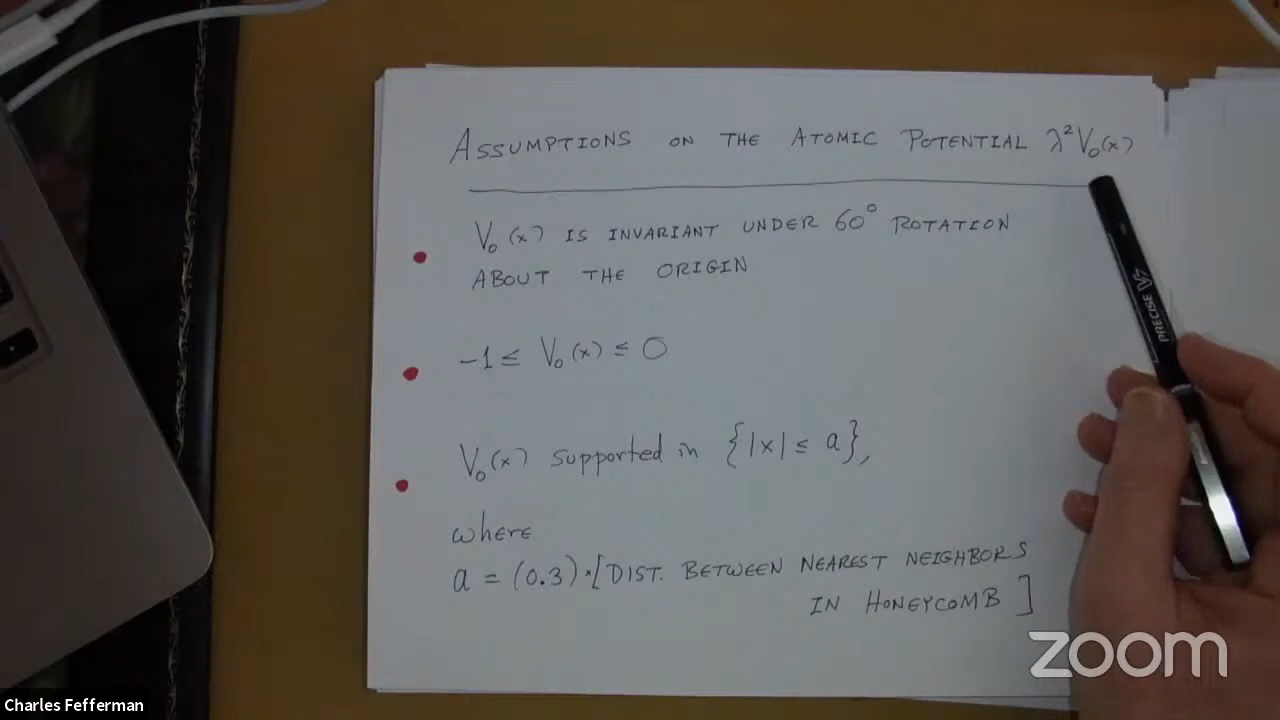 ASSUMPTIONS ON THE ATOMIC POTENTIAL λ²V₀(x)
V₀(x) IS INVARIANT UNDER 60° ROTATION
ABOUT THE ORIGIN
-1 ≤ V₀(x) ≤ 0
V₀(x) supported in {|x| ≤ a},
where
a = (0.3)·[DIST. BETWEEN NEAREST NEIGHBORS
IN HONEYCOMB]
PRECISE V7
zoom
Charles Fefferman